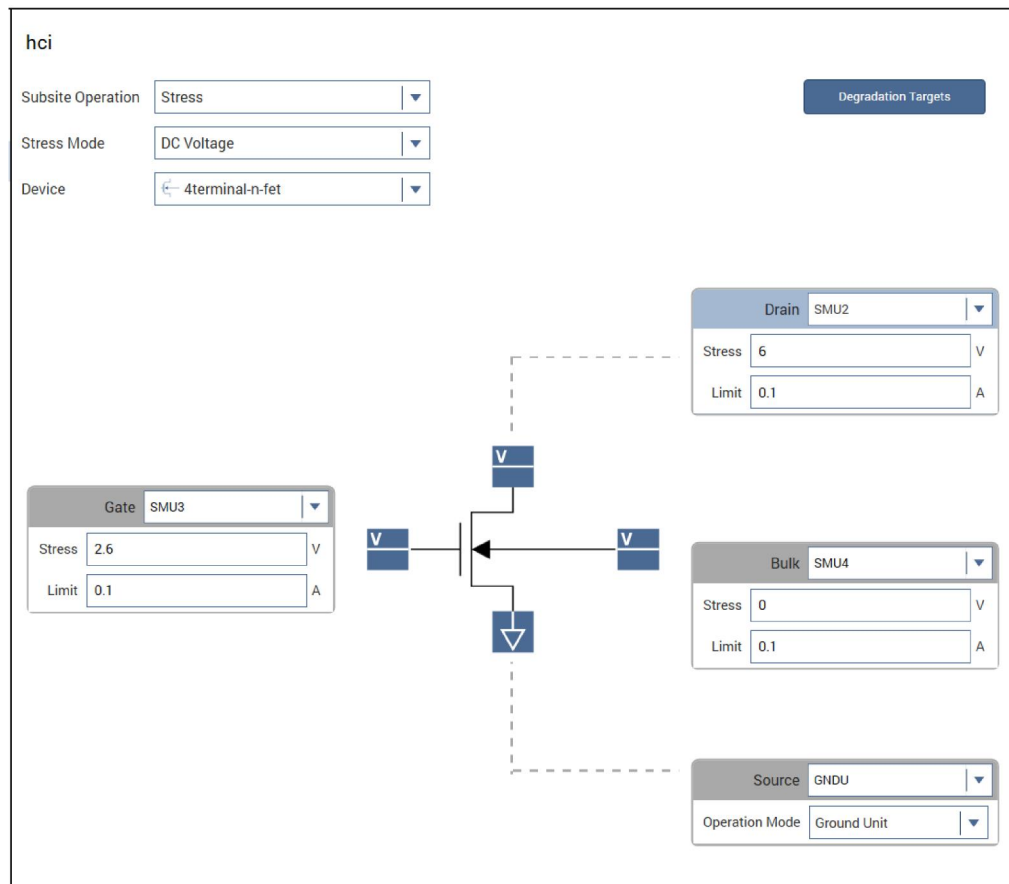 hci
Subsite Operation Stress
Degradation Targets
Stress Mode DC Voltage
Device 4terminal-n-fet
Drain SMU2
Stress 6 V
Limit 0.1 A
V
Gate SMU3
Stress 2.6 V
Limit 0.1 A
V
V
Bulk SMU4
Stress 0 V
Limit 0.1 A
Source GNDU
Operation Mode Ground Unit